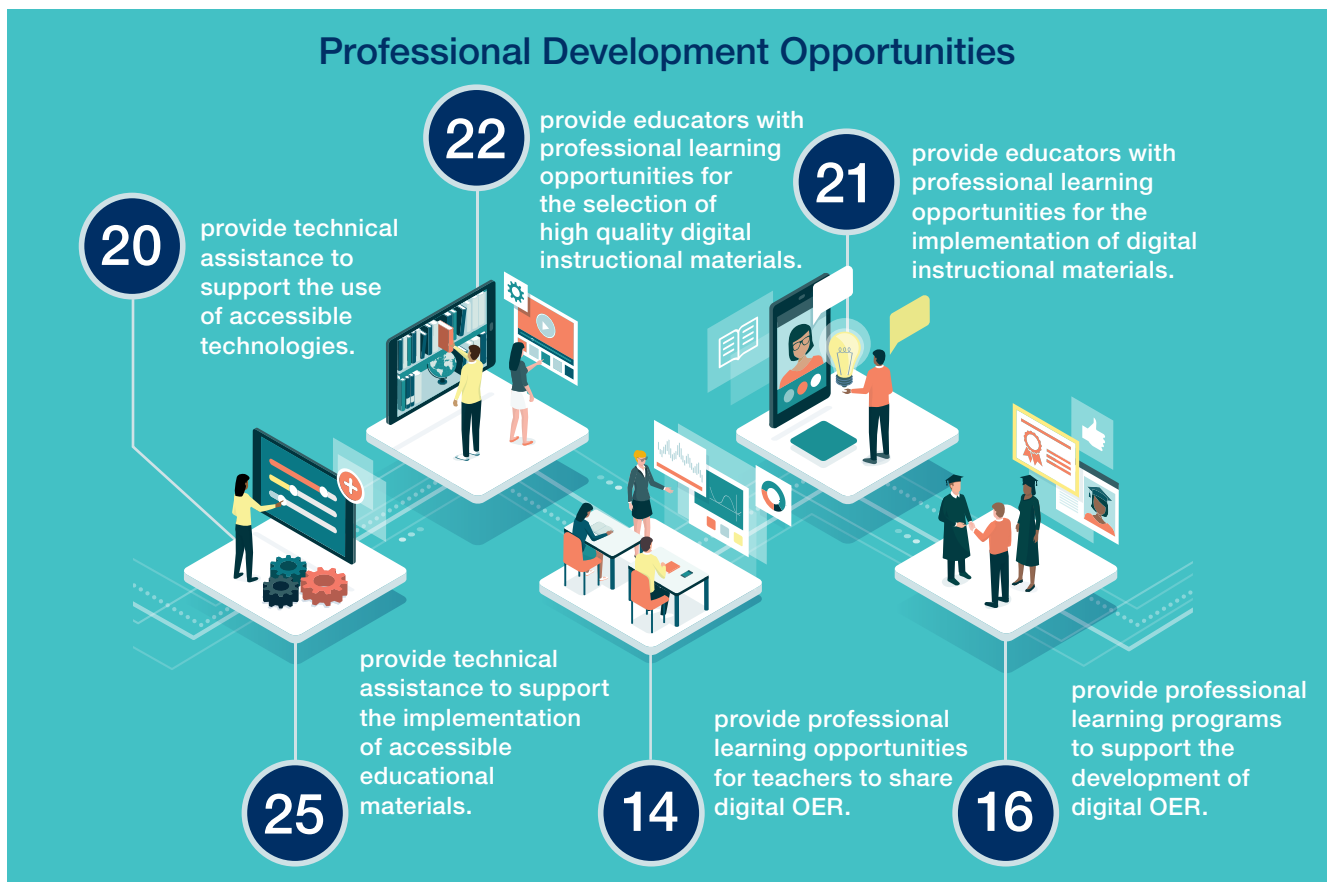 Professional Development Opportunities
20
provide technical
assistance to
support the use
of accessible
technologies.
22
provide educators with
professional learning
opportunities for
the selection of
high quality digital
instructional materials.
21
provide educators with
professional learning
opportunities for the
implementation of digital
instructional materials.
25
provide technical
assistance to support
the implementation
of accessible
educational
materials.
14
provide professional
learning opportunities
for teachers to share
digital OER.
16
provide professional
learning programs
to support the
development of
digital OER.